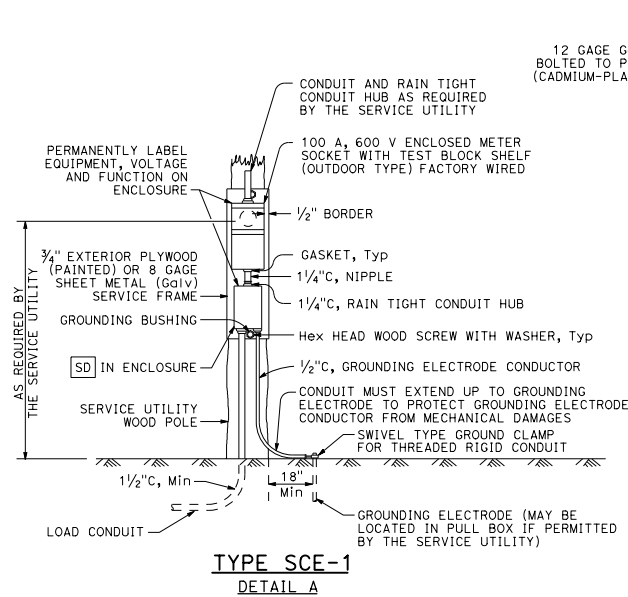 12 GAGE G
BOLTED TO P
(CADMIUM-PLA
CONDUIT AND RAIN TIGHT
CONDUIT HUB AS REQUIRED
BY THE SERVICE UTILITY
PERMANENTLY LABEL
EQUIPMENT, VOLTAGE
AND FUNCTION ON
ENCLOSURE
100 A, 600 V ENCLOSED METER
SOCKET WITH TEST BLOCK SHELF
(OUTDOOR TYPE) FACTORY WIRED
1/2" BORDER
AS REQUIRED BY
THE SERVICE UTILITY
3/4" EXTERIOR PLYWOOD
(PAINTED) OR 8 GAGE
SHEET METAL (Galv)
SERVICE FRAME
GASKET, Typ
1 1/4"C, NIPPLE
1 1/4"C, RAIN TIGHT CONDUIT HUB
GROUNDING BUSHING
Hex HEAD WOOD SCREW WITH WASHER, Typ
SD IN ENCLOSURE
1/2"C, GROUNDING ELECTRODE CONDUCTOR
CONDUIT MUST EXTEND UP TO GROUNDING
ELECTRODE TO PROTECT GROUNDING ELECTRODE
CONDUCTOR FROM MECHANICAL DAMAGES
SERVICE UTILITY
WOOD POLE
SWIVEL TYPE GROUND CLAMP
FOR THREADED RIGID CONDUIT
1 1/2"C, Min
18"
Min
LOAD CONDUIT
GROUNDING ELECTRODE (MAY BE
LOCATED IN PULL BOX IF PERMITTED
BY THE SERVICE UTILITY)
TYPE SCE-1
DETAIL A